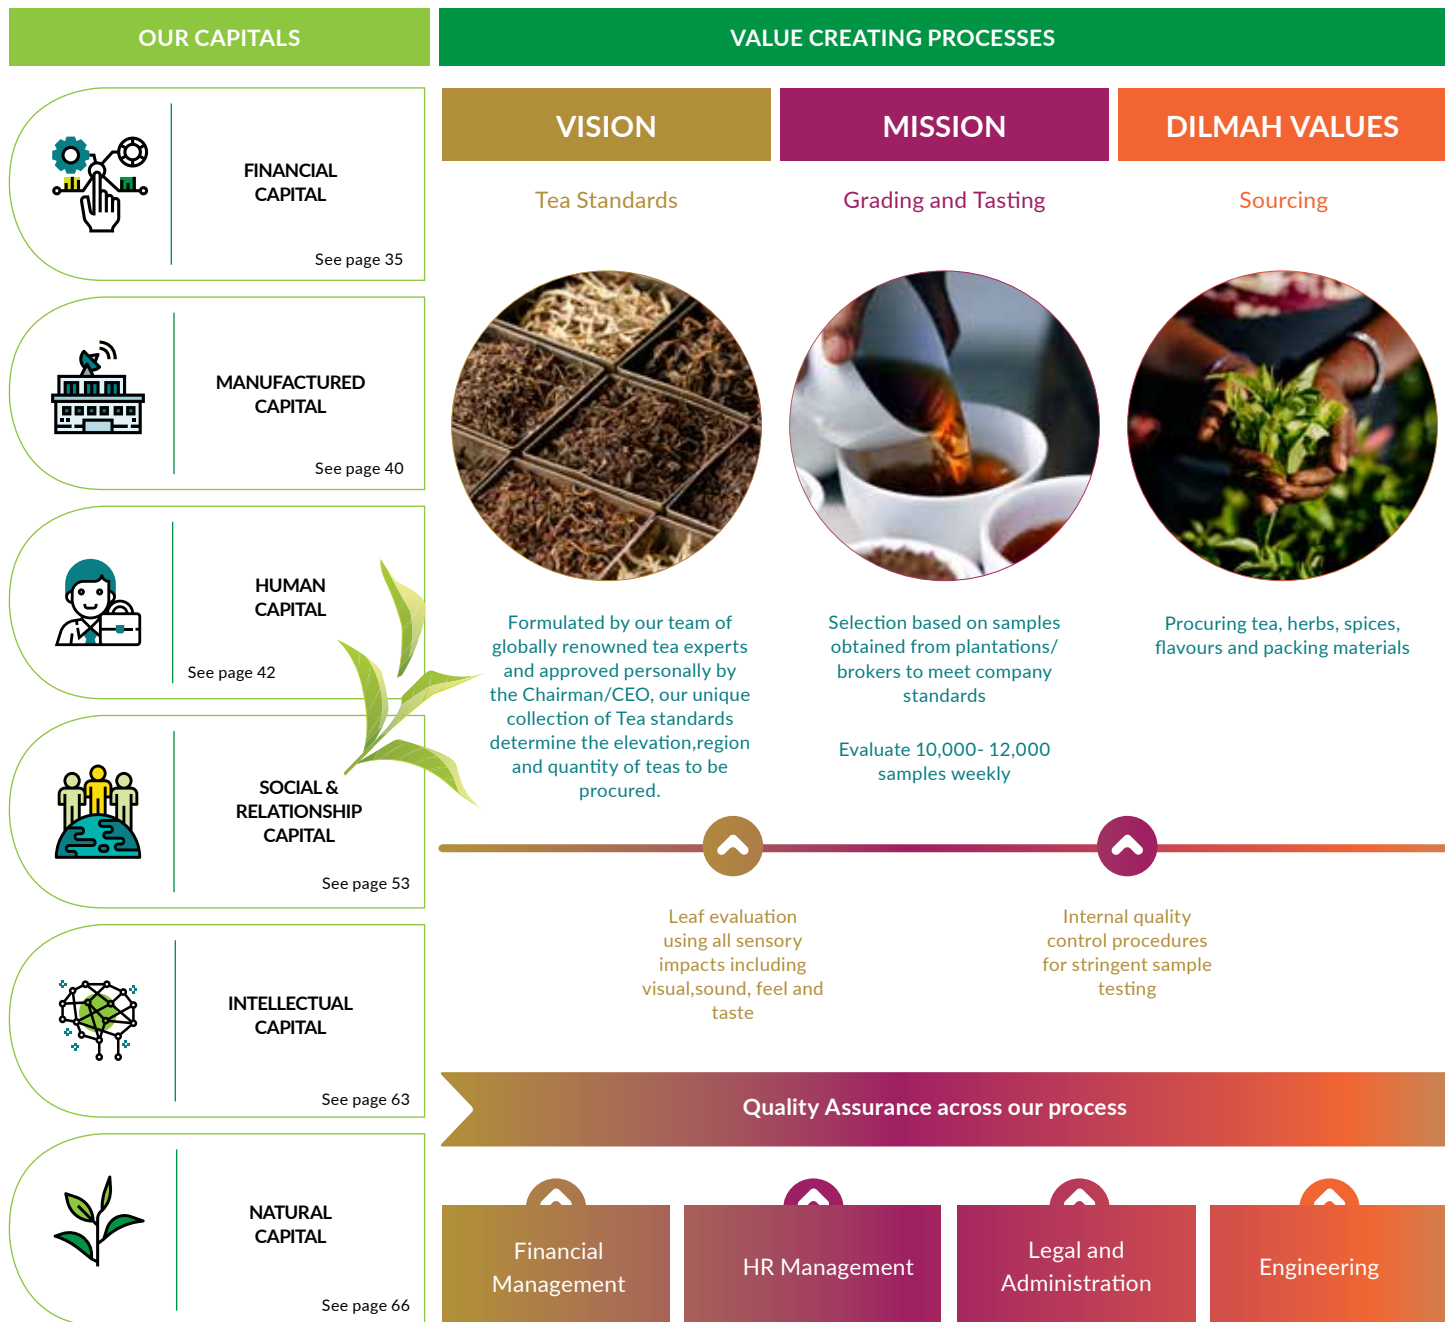 OUR CAPITALS
FINANCIAL
CAPITAL
See page 35
MANUFACTURED
CAPITAL
See page 40
HUMAN
CAPITAL
See page 42
SOCIAL &
RELATIONSHIP
CAPITAL
See page 53
INTELLECTUAL
CAPITAL
See page 63
NATURAL
CAPITAL
See page 66
VALUE CREATING PROCESSES
VISION
Tea Standards
Formulated by our team of
globally renowned tea experts
and approved personally by
the Chairman/CEO, our unique
collection of Tea standards
determine the elevation,region
and quantity of teas to be
procured.
MISSION
Grading and Tasting
Selection based on samples
obtained from plantations/
brokers to meet company
standards
Evaluate 10,000- 12,000
samples weekly
DILMAH VALUES
Sourcing
Procuring tea, herbs, spices,
flavours and packing materials
Leaf evaluation
using all sensory
impacts including
visual,sound, feel and
taste
Internal quality
control procedures
for stringent sample
testing
Quality Assurance across our process
Financial
Management
HR Management
Legal and
Administration
Engineering